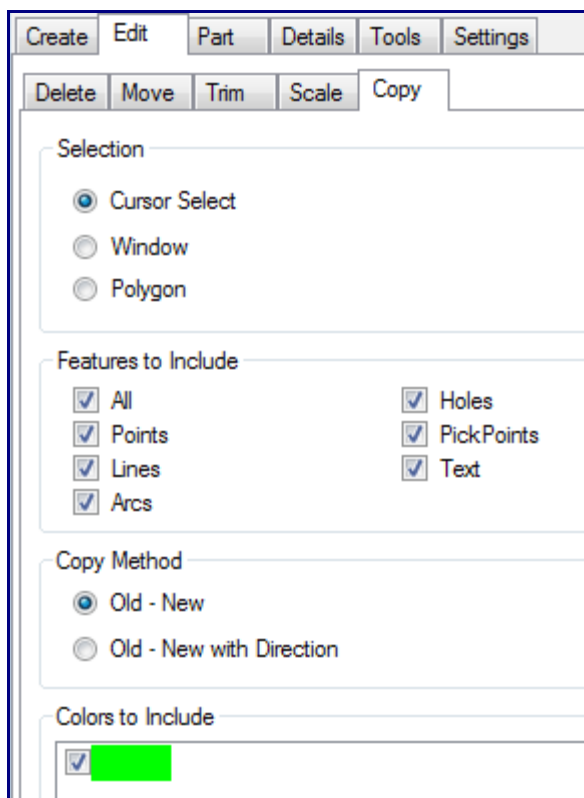 Create Edit Part Details Tools Settings
Delete Move Trim Scale Copy
Selection
Cursor Select
Window
Polygon
Features to Include
All Holes
Points PickPoints
Lines Text
Arcs
Copy Method
Old - New
Old - New with Direction
Colors to Include